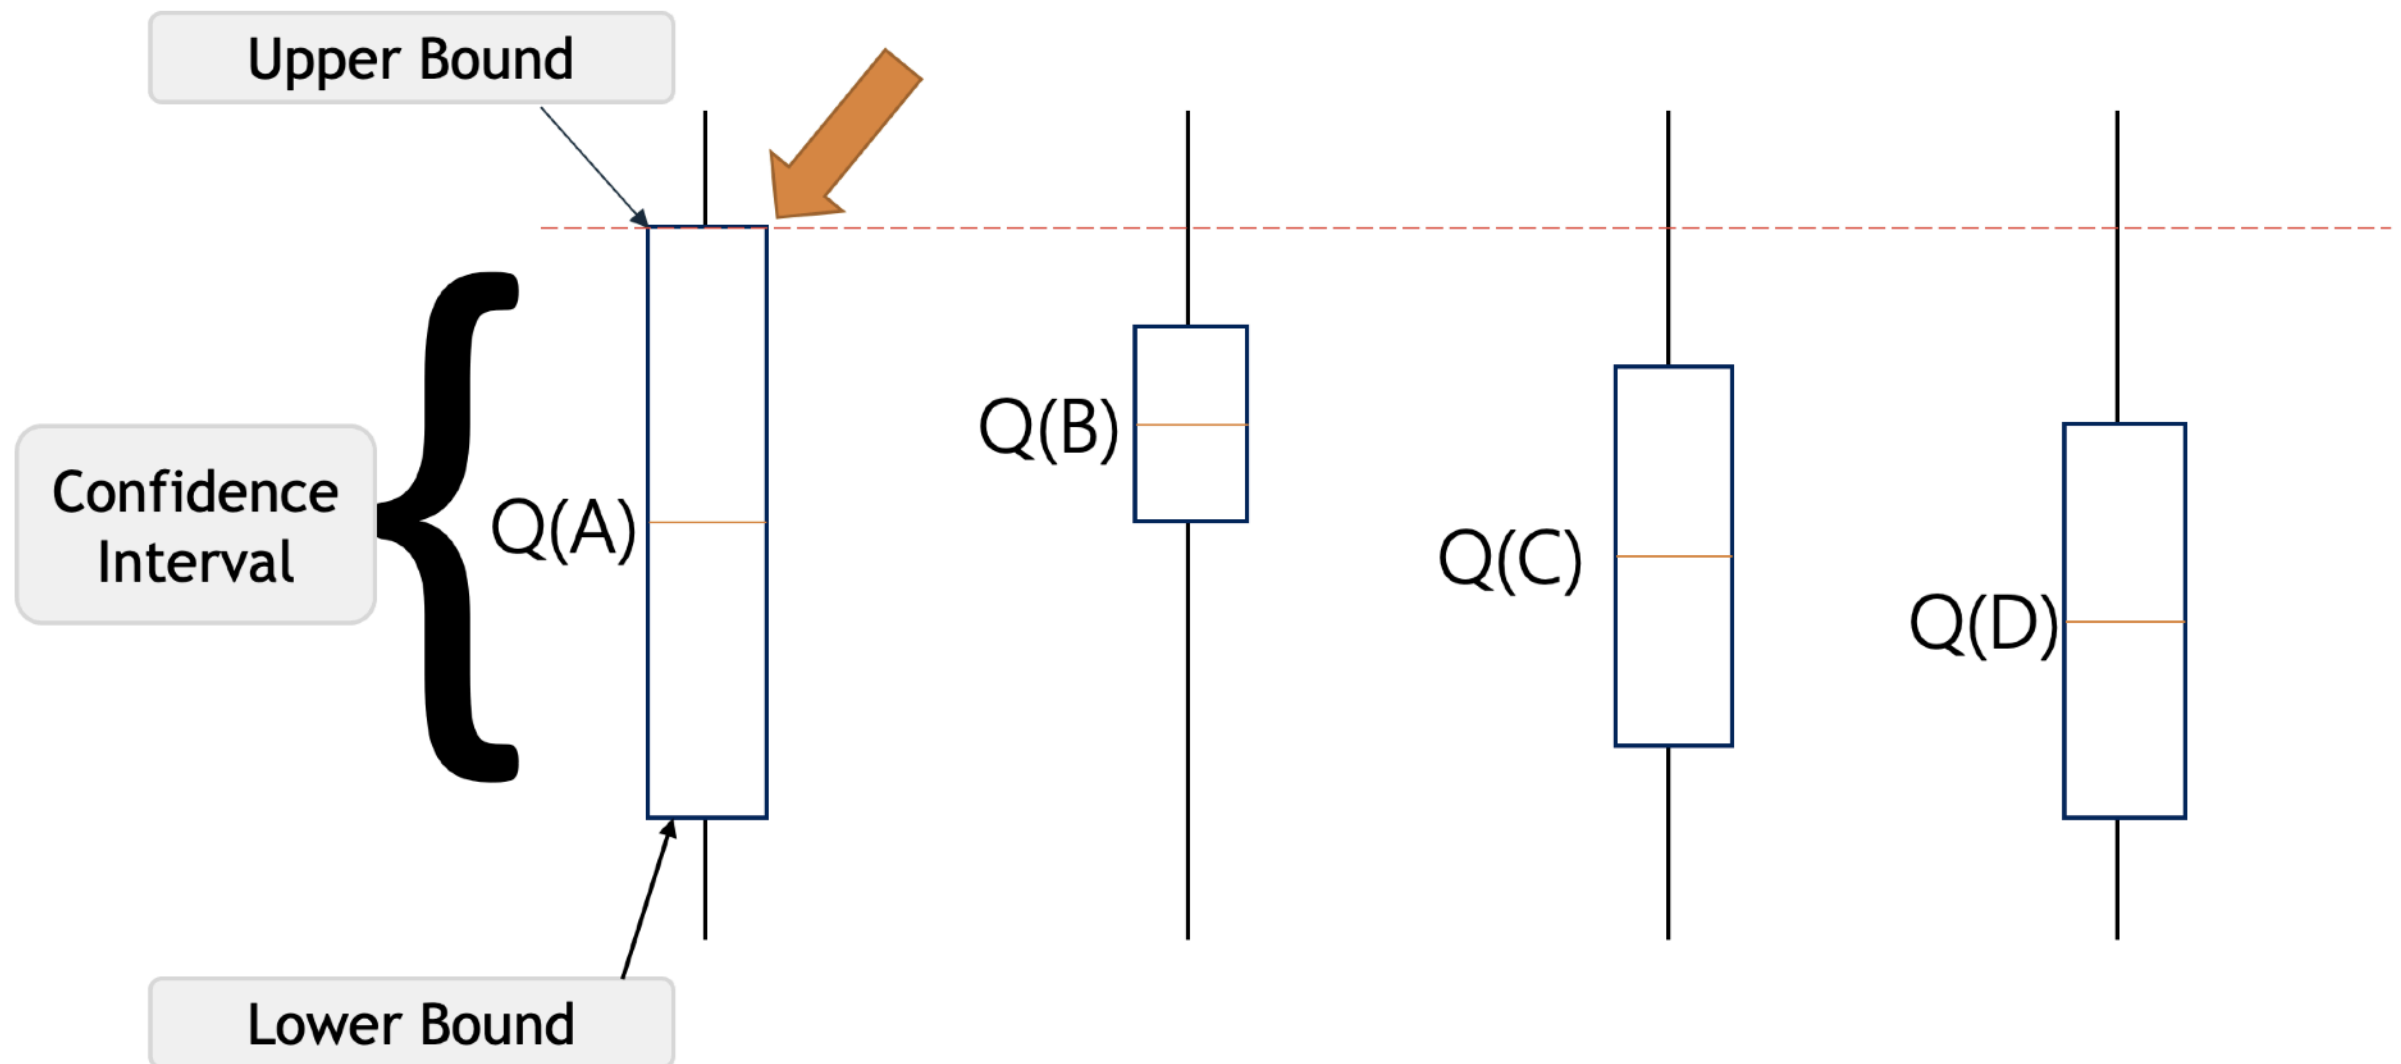 Upper Bound
Confidence
Interval
Q(A)
Q(B)
Q(C)
Q(D)
Lower Bound